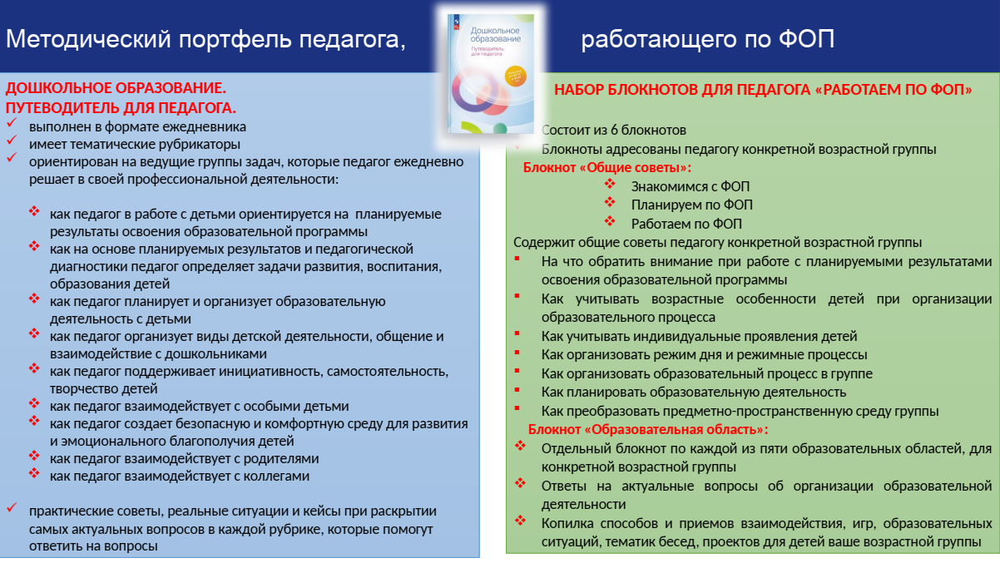 Методический портфель педагога, работающего по ФОП
Дошкольное
образование
Путеводитель
для педагога
ДОШКОЛЬНОЕ ОБРАЗОВАНИЕ.
ПУТЕВОДИТЕЛЬ ДЛЯ ПЕДАГОГА.
выполнен в формате ежедневника
имеет тематические рубрикаторы
ориентирован на ведущие группы задач, которые педагог ежедневно
решает в своей профессиональной деятельности:
как педагог в работе с детьми ориентируется на планируемые
результаты освоения образовательной программы
как на основе планируемых результатов и педагогической
диагностики педагог определяет задачи развития, воспитания,
образования детей
как педагог планирует и организует образовательную
деятельность с детьми
как педагог организует виды детской деятельности, общение и
взаимодействие с дошкольниками
как педагог поддерживает инициативность, самостоятельность,
творчество детей
как педагог взаимодействует с особыми детьми
как педагог создает безопасную и комфортную среду для развития
и эмоционального благополучия детей
как педагог взаимодействует с родителями
как педагог взаимодействует с коллегами
практические советы, реальные ситуации и кейсы при раскрытии
самых актуальных вопросов в каждой рубрике, которые помогут
ответить на вопросы
НАБОР БЛОКНОТОВ ДЛЯ ПЕДАГОГА «РАБОТАЕМ ПО ФОП»
Состоит из 6 блокнотов
Блокноты адресованы педагогу конкретной возрастной группы
Блокнот «Общие советы»:
Знакомимся с ФОП
Планируем по ФОП
Работаем по ФОП
Содержит общие советы педагогу конкретной возрастной группы
На что обратить внимание при работе с планируемыми результатами
освоения образовательной программы
Как учитывать возрастные особенности детей при организации
образовательного процесса
Как учитывать индивидуальные проявления детей
Как организовать режим дня и режимные процессы
Как организовать образовательный процесс в группе
Как планировать образовательную деятельность
Как преобразовать предметно-пространственную среду группы
Блокнот «Образовательная область»:
Отдельный блокнот по каждой из пяти образовательных областей, для
конкретной возрастной группы
Ответы на актуальные вопросы об организации образовательной
деятельности
Копилка способов и приемов взаимодействия, игр, образовательных
ситуаций, тематик бесед, проектов для детей ваше возрастной группы